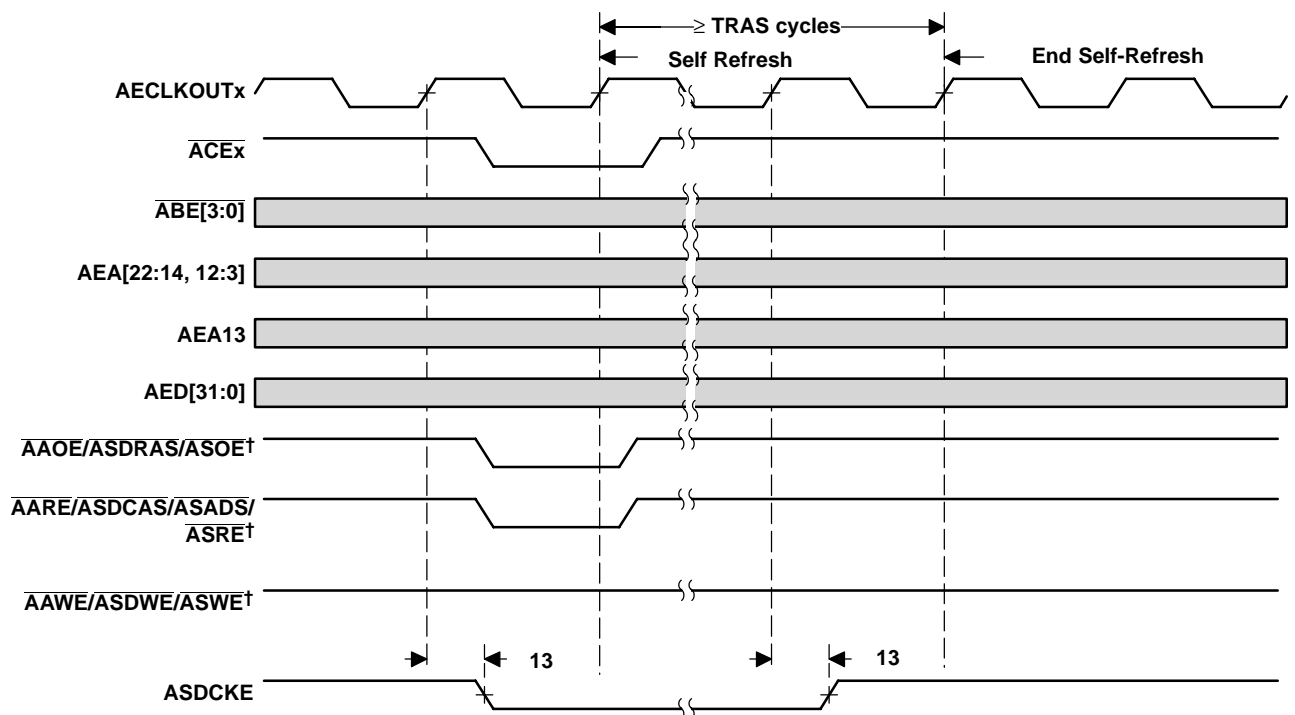 ≥ TRAS cycles
Self Refresh
End Self-Refresh
AECLKOUTx
ACEx
ABE[3:0]
AEA[22:14, 12:3]
AEA13
AED[31:0]
AAOE/ASDRAS/ASOE†
AARE/ASDCAS/ASADS/
ASRE†
AAWE/ASDWE/ASWE†
13
13
ASDCKE